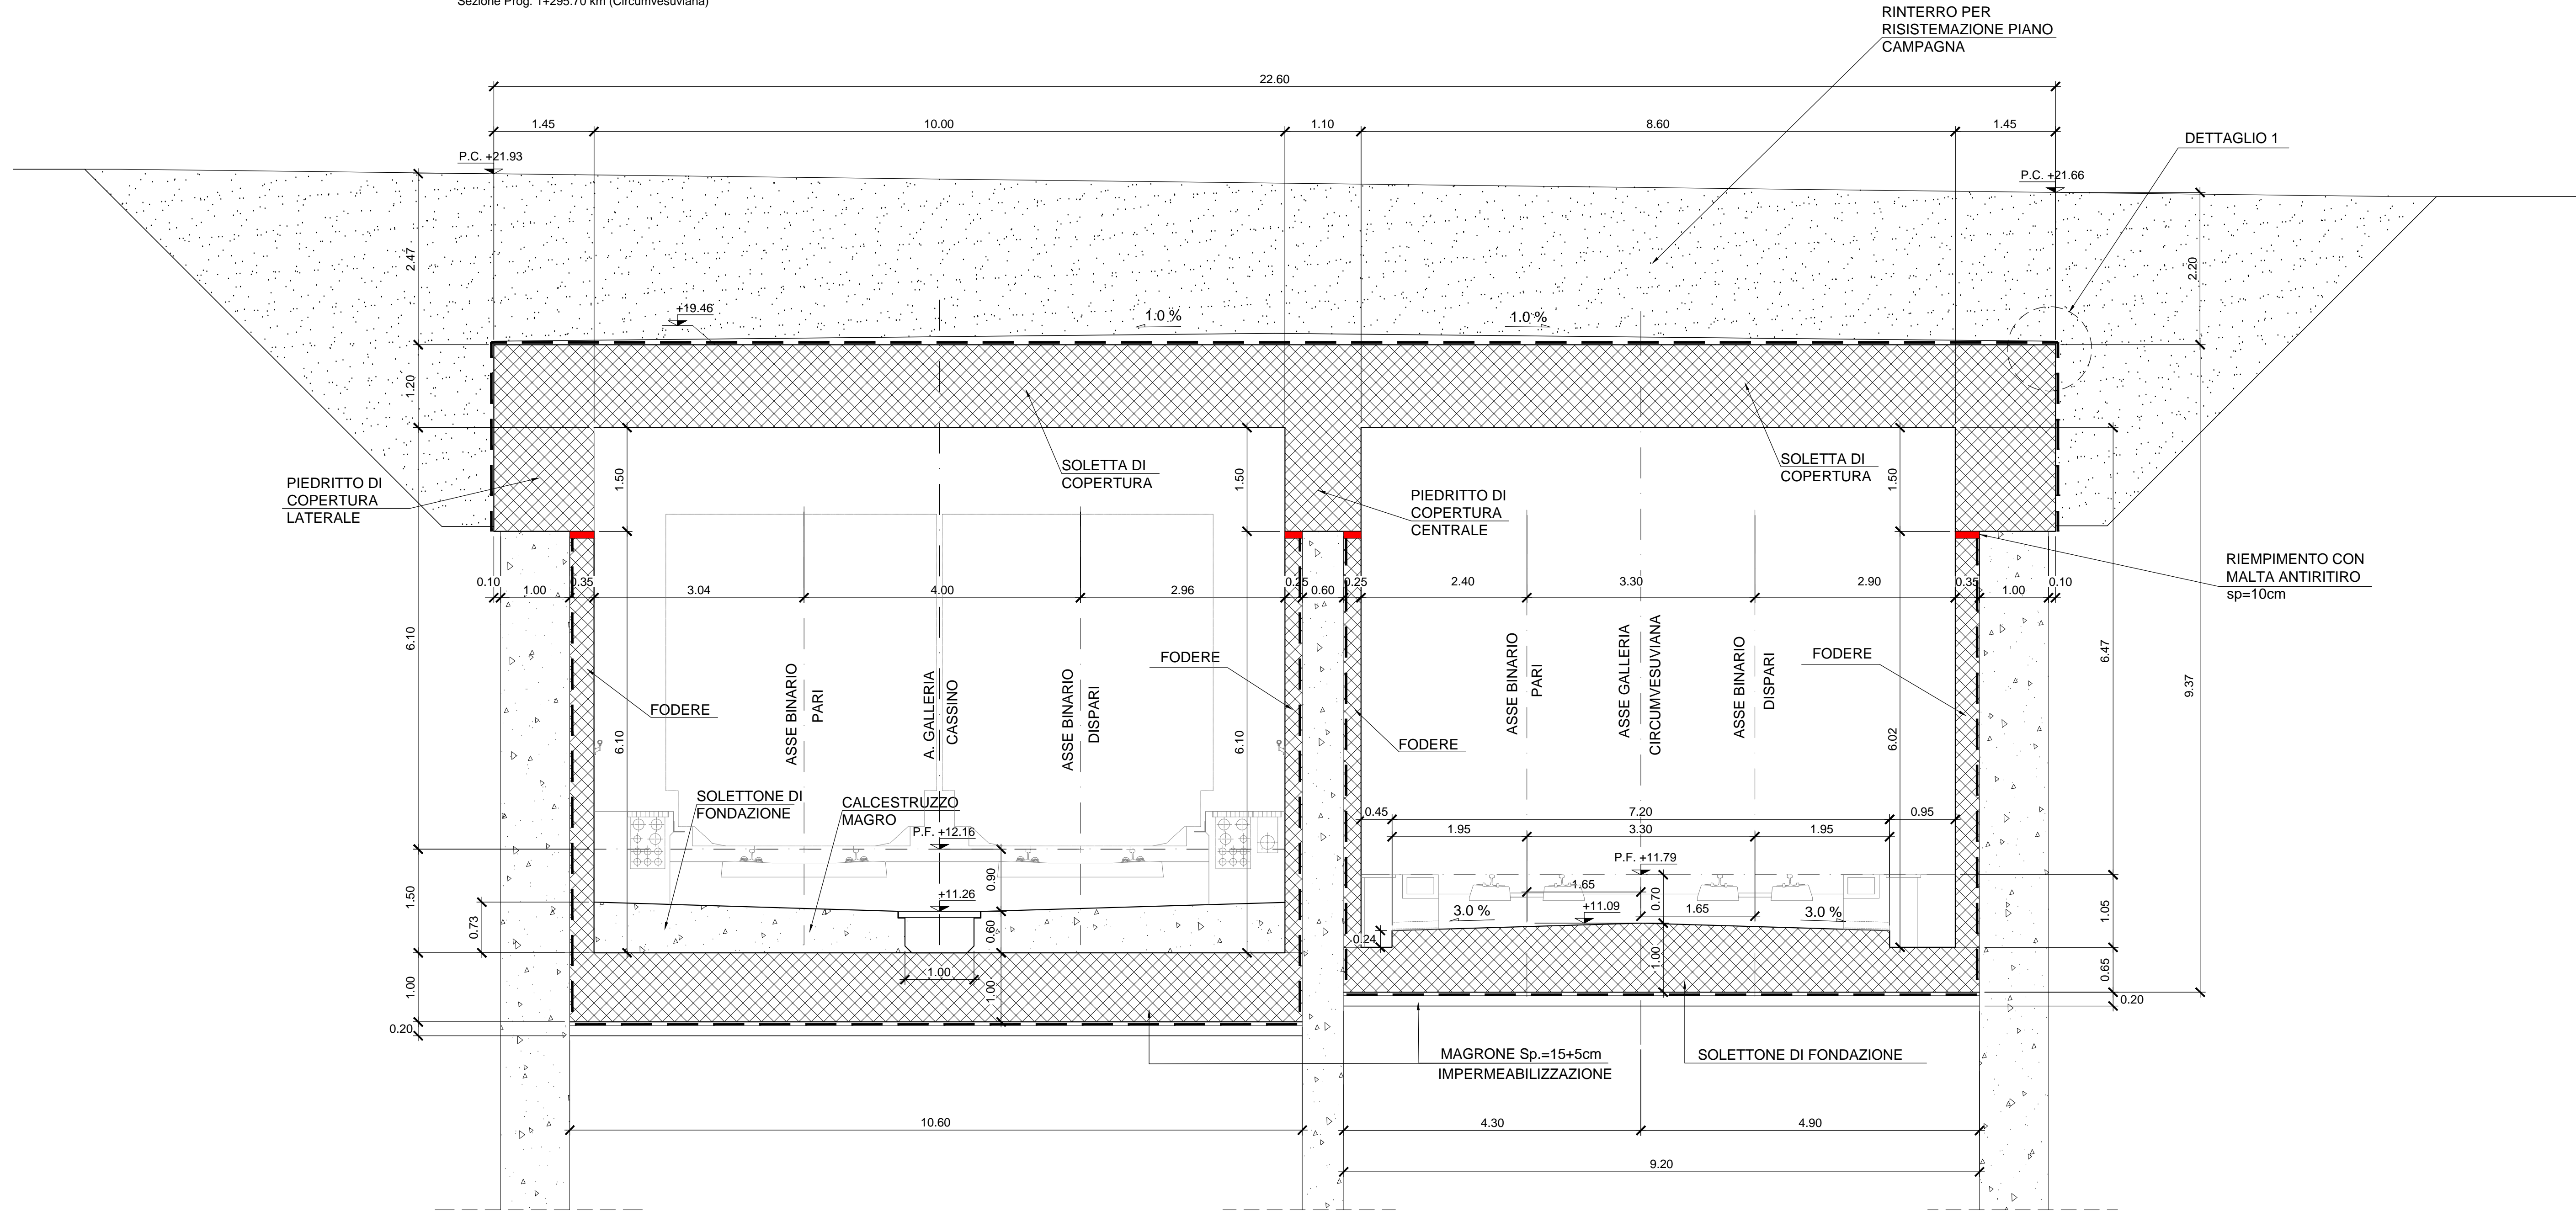 Sezione Prog. 1+295.70 km (Circumvesuviana)
RINTERRO PER
RISISTEMAZIONE PIANO
CAMPAGNA
22.60
1.45
10.00
1.10
8.60
1.45
DETTAGLIO 1
P.C. +21.93
P.C. +21.66
2.47
2.20
+19.46
1.0 %
1.0 %
1.20
1.50
1.50
1.50
SOLETTA DI
COPERTURA
SOLETTA DI
COPERTURA
PIEDRITTO DI
COPERTURA
LATERALE
PIEDRITTO DI
COPERTURA
CENTRALE
RIEMPIMENTO CON
MALTA ANTIRITIRO
sp=10cm
0.10
1.00
0.35
3.04
4.00
2.96
0.25
0.60
0.25
2.40
3.30
2.90
0.35
1.00
0.10
6.10
6.10
6.10
6.02
6.47
9.37
FODERE
FODERE
FODERE
FODERE
ASSE BINARIO
PARI
A. GALLERIA
CASSINO
ASSE BINARIO
DISPARI
ASSE BINARIO
PARI
ASSE GALLERIA
CIRCUMVESUVIANA
ASSE BINARIO
DISPARI
SOLETTONE DI
FONDAZIONE
CALCESTRUZZO
MAGRO
P.F. +12.16
0.45
7.20
0.95
1.95
3.30
1.95
P.F. +11.79
1.50
0.73
0.90
+11.26
0.60
1.65
0.70
+11.09
1.65
3.0 %
3.0 %
0.24
1.05
1.00
1.00
1.00
1.00
0.65
0.20
0.20
MAGRONE Sp.=15+5cm
IMPERMEABILIZZAZIONE
SOLETTONE DI FONDAZIONE
10.60
4.30
4.90
9.20